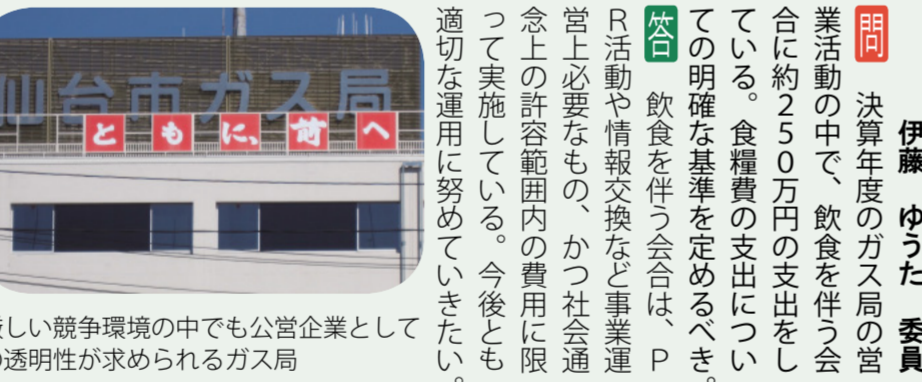 伊藤　ゆうた　委員
問　決算年度のガス局の営
業活動の中で、飲食を伴う会
合に約２５０万円の支出をし
ている。食糧費の支出につい
ての明確な基準を定めるべき。
答　飲食を伴う会合は、Ｐ
Ｒ活動や情報交換など事業運
営上必要なもの、かつ社会通
念上の許容範囲内の費用に限
って実施している。今後とも
適切な運用に努めていきたい。
仙台市ガス局
ともに、前へ
しい競争環境の中でも公営企業として
透明性が求められるガス局